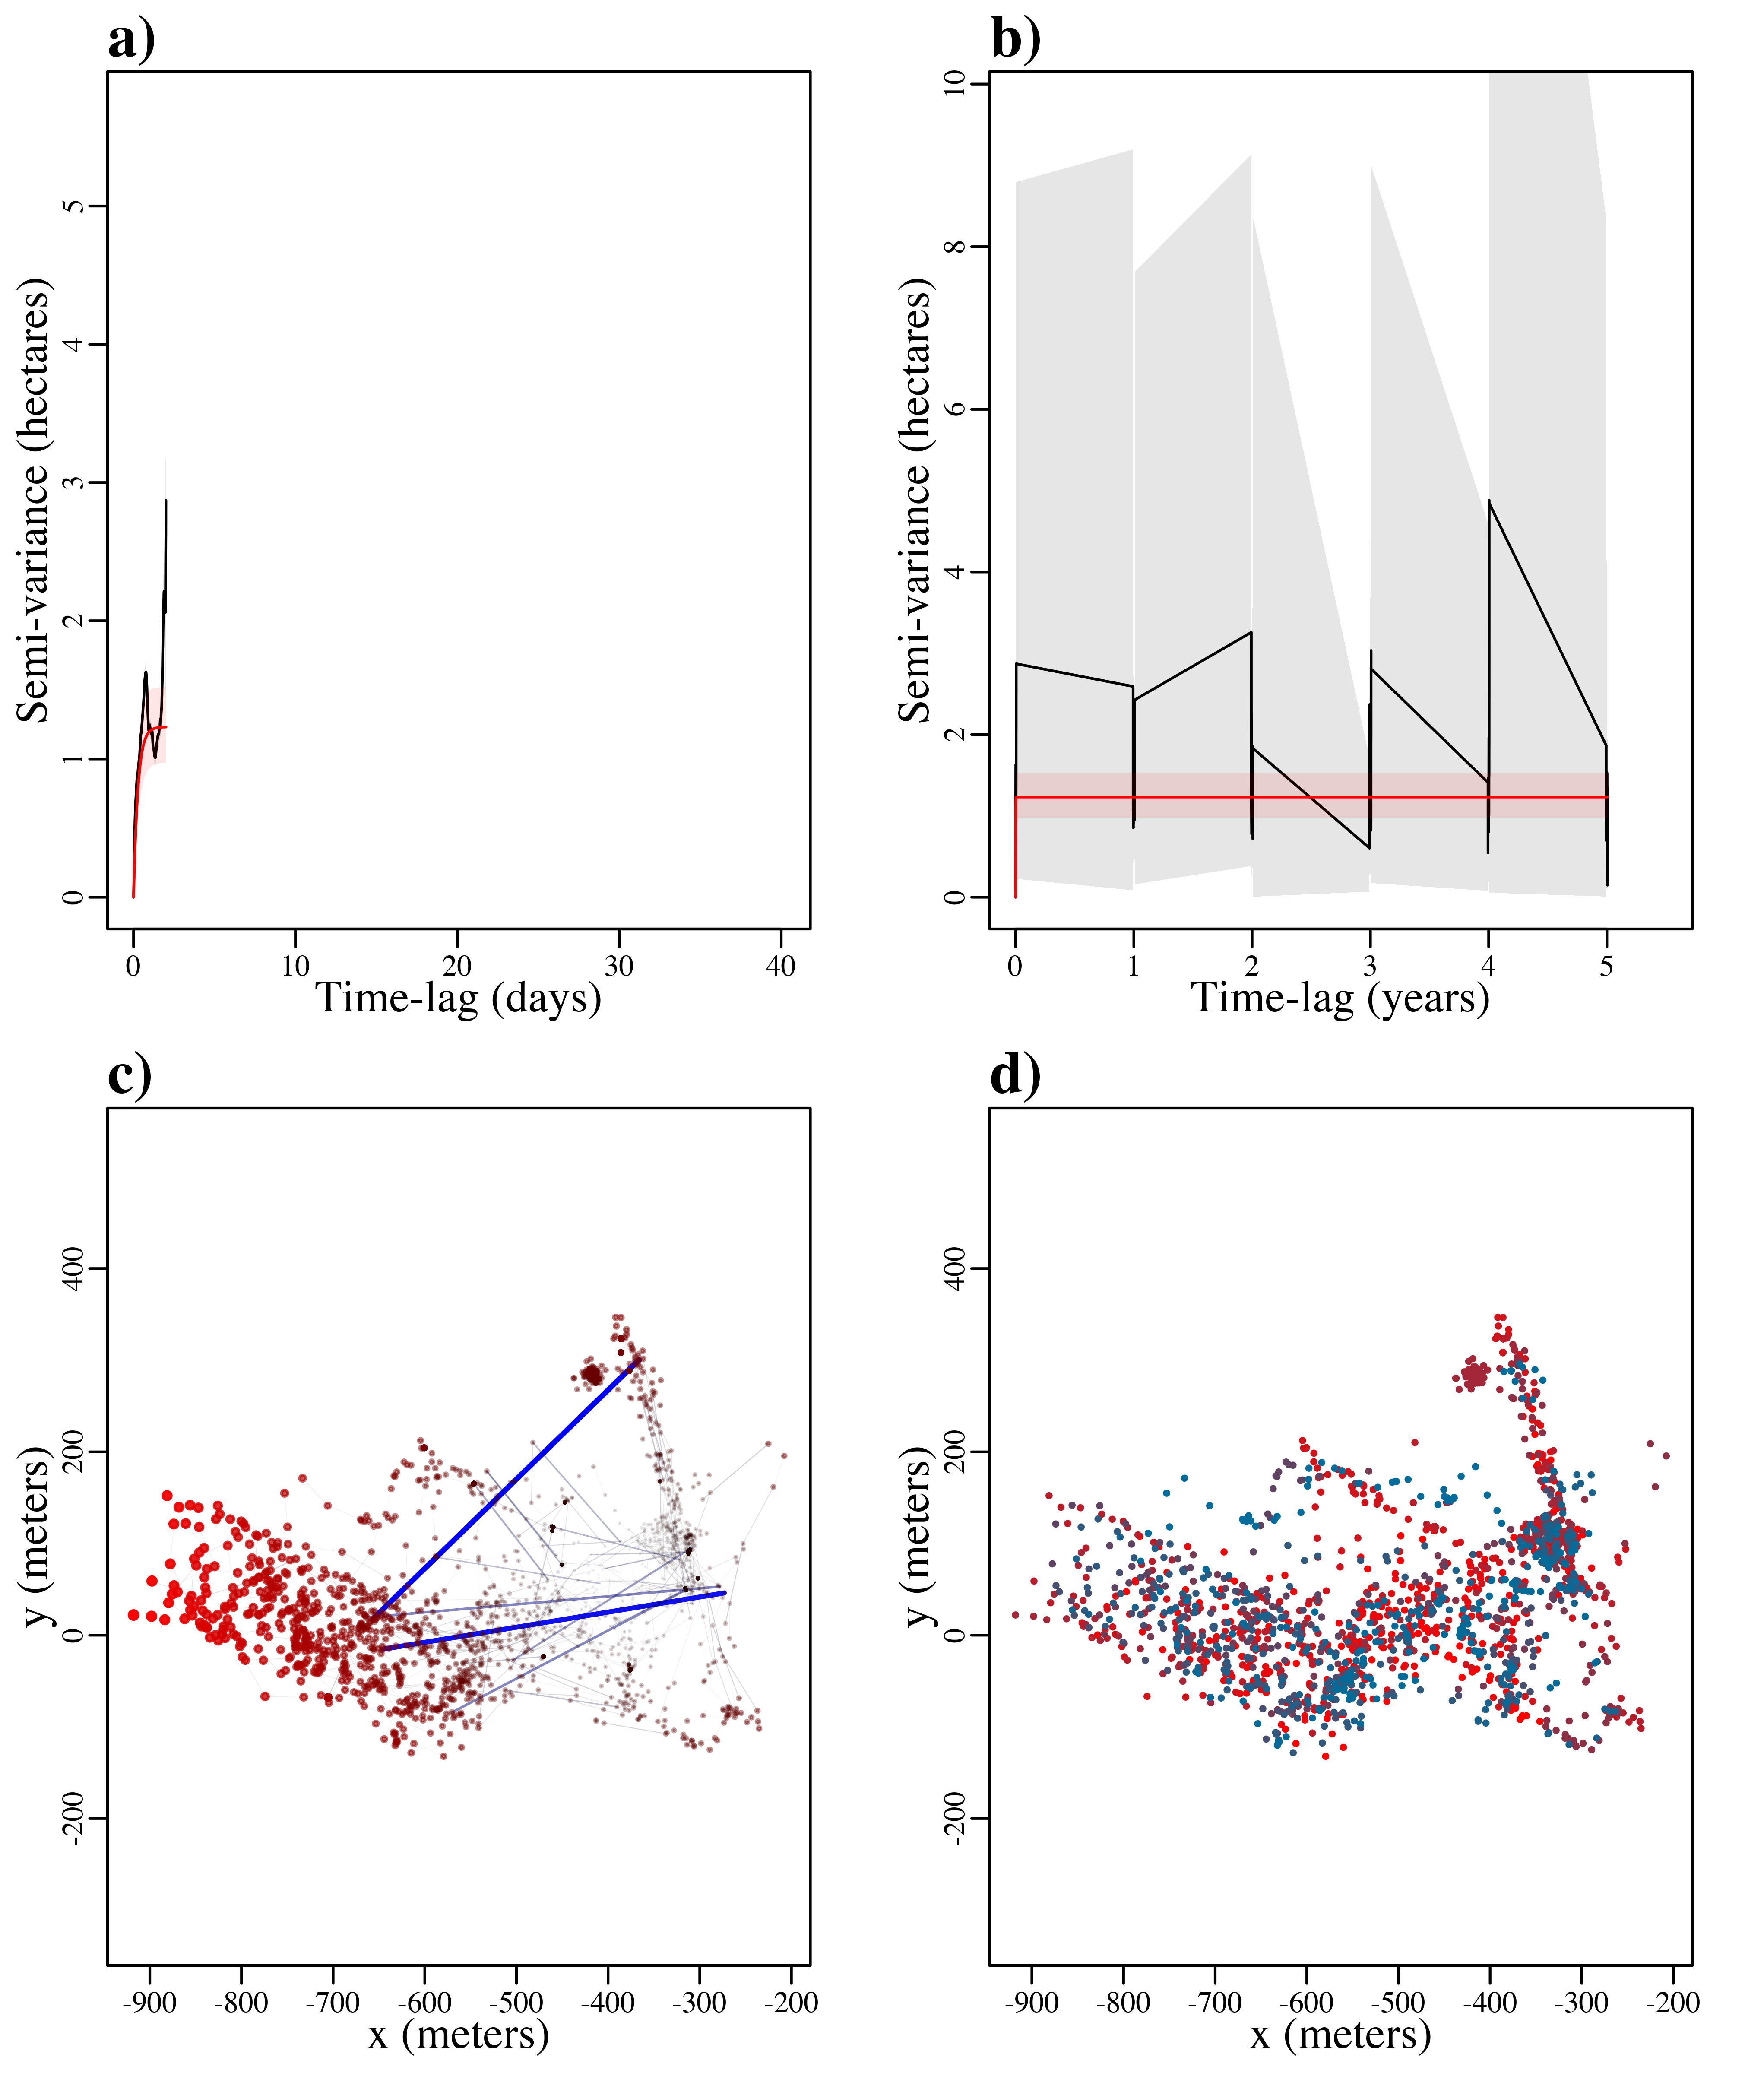 a)
Semi-variance (hectares)
5
4
3
2
1
0
0 10 20 30 40
Time-lag (days)
b)
Semi-variance (hectares)
10
8
6
4
2
0
0 1 2 3 4 5
Time-lag (years)
c)
y (meters)
400
200
0
-200
-900 -800 -700 -600 -500 -400 -300 -200
x (meters)
d)
y (meters)
400
200
0
-200
-900 -800 -700 -600 -500 -400 -300 -200
x (meters)